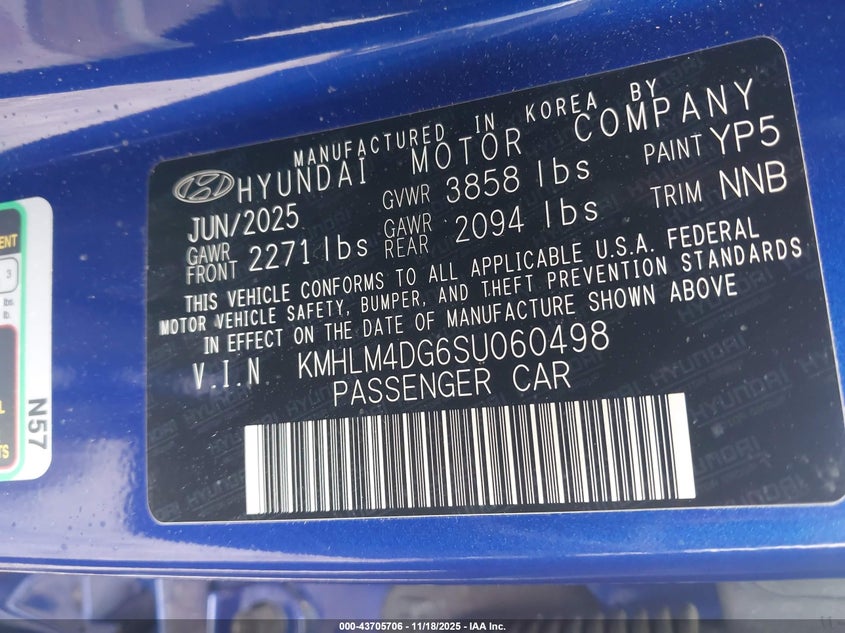 MANUFACTURED IN KOREA BY
HYUNDAI MOTOR COMPANY
JUN/2025 GVWR 3858 lbs PAINT YP5
GAWR FRONT 2271 lbs GAWR REAR 2094 lbs TRIM NNB
THIS VEHICLE CONFORMS TO ALL APPLICABLE U.S.A. FEDERAL
MOTOR VEHICLE SAFETY, BUMPER, AND THEFT PREVENTION STANDARDS
IN EFFECT ON THE DATE OF MANUFACTURE SHOWN ABOVE
V.I.N KMHLM4DG6SU060498
PASSENGER CAR
3
lbs.
lb.
N57
000-43705706 - 11/18/2025 - IAA Inc.